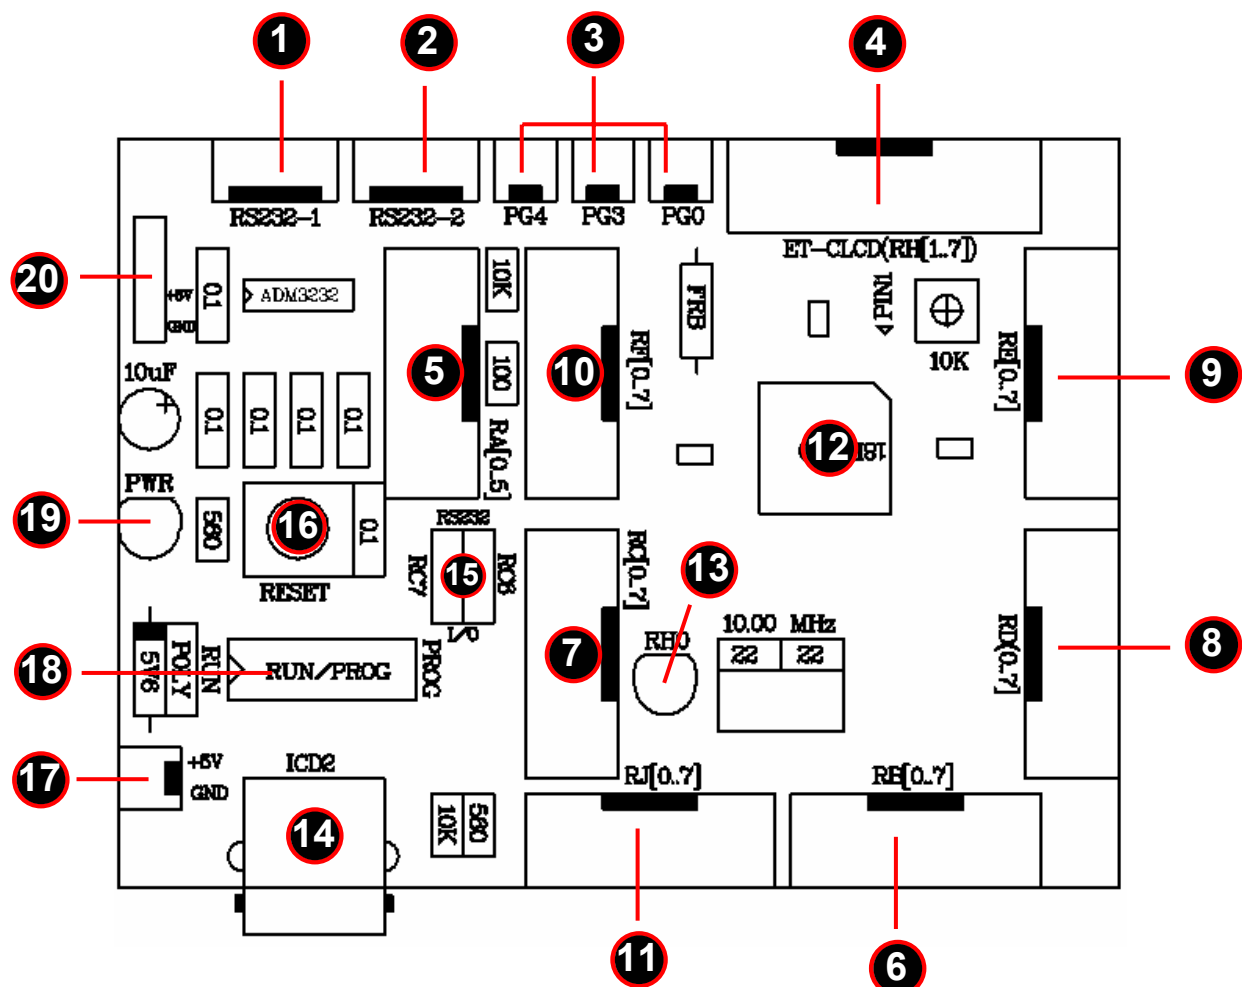 1
2
3
4
RS232-1
RS232-2
PG4
PG3
PG0
ET-CLCD(RH[1..7])
20
+5V
GND
0.1
ADM3232
10K
FRB
PIN1
10K
5
100
10
RF[0..7]
RE[0..7]
9
10uF
+
0.1
0.1
0.1
0.1
RA[0..5]
12
PWR
19
560
16
0.1
RESET
RS232
RC7
15
RC6
I/O
RC[0..7]
13
10.00 MHz
RH0
22
22
7
RD[0..7]
8
18
5V6
POLY
RUN
RUN/PROG
PROG
17
+5V
GND
ICD2
14
10K
560
RJ[0..7]
RB[0..7]
11
6